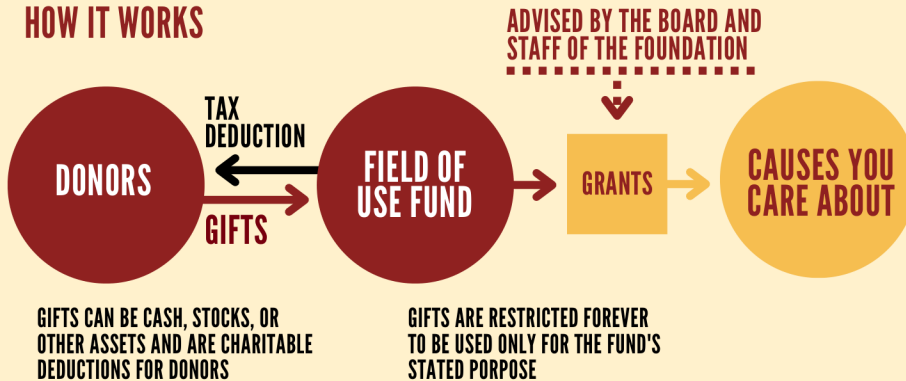 HOW IT WORKS
ADVISED BY THE BOARD AND
STAFF OF THE FOUNDATION
DONORS
TAX
DEDUCTION
GIFTS
FIELD OF
USE FUND
GRANTS
CAUSES YOU
CARE ABOUT
GIFTS CAN BE CASH, STOCKS, OR
OTHER ASSETS AND ARE CHARITABLE
DEDUCTIONS FOR DONORS
GIFTS ARE RESTRICTED FOREVER
TO BE USED ONLY FOR THE FUND'S
STATED PORPOSE